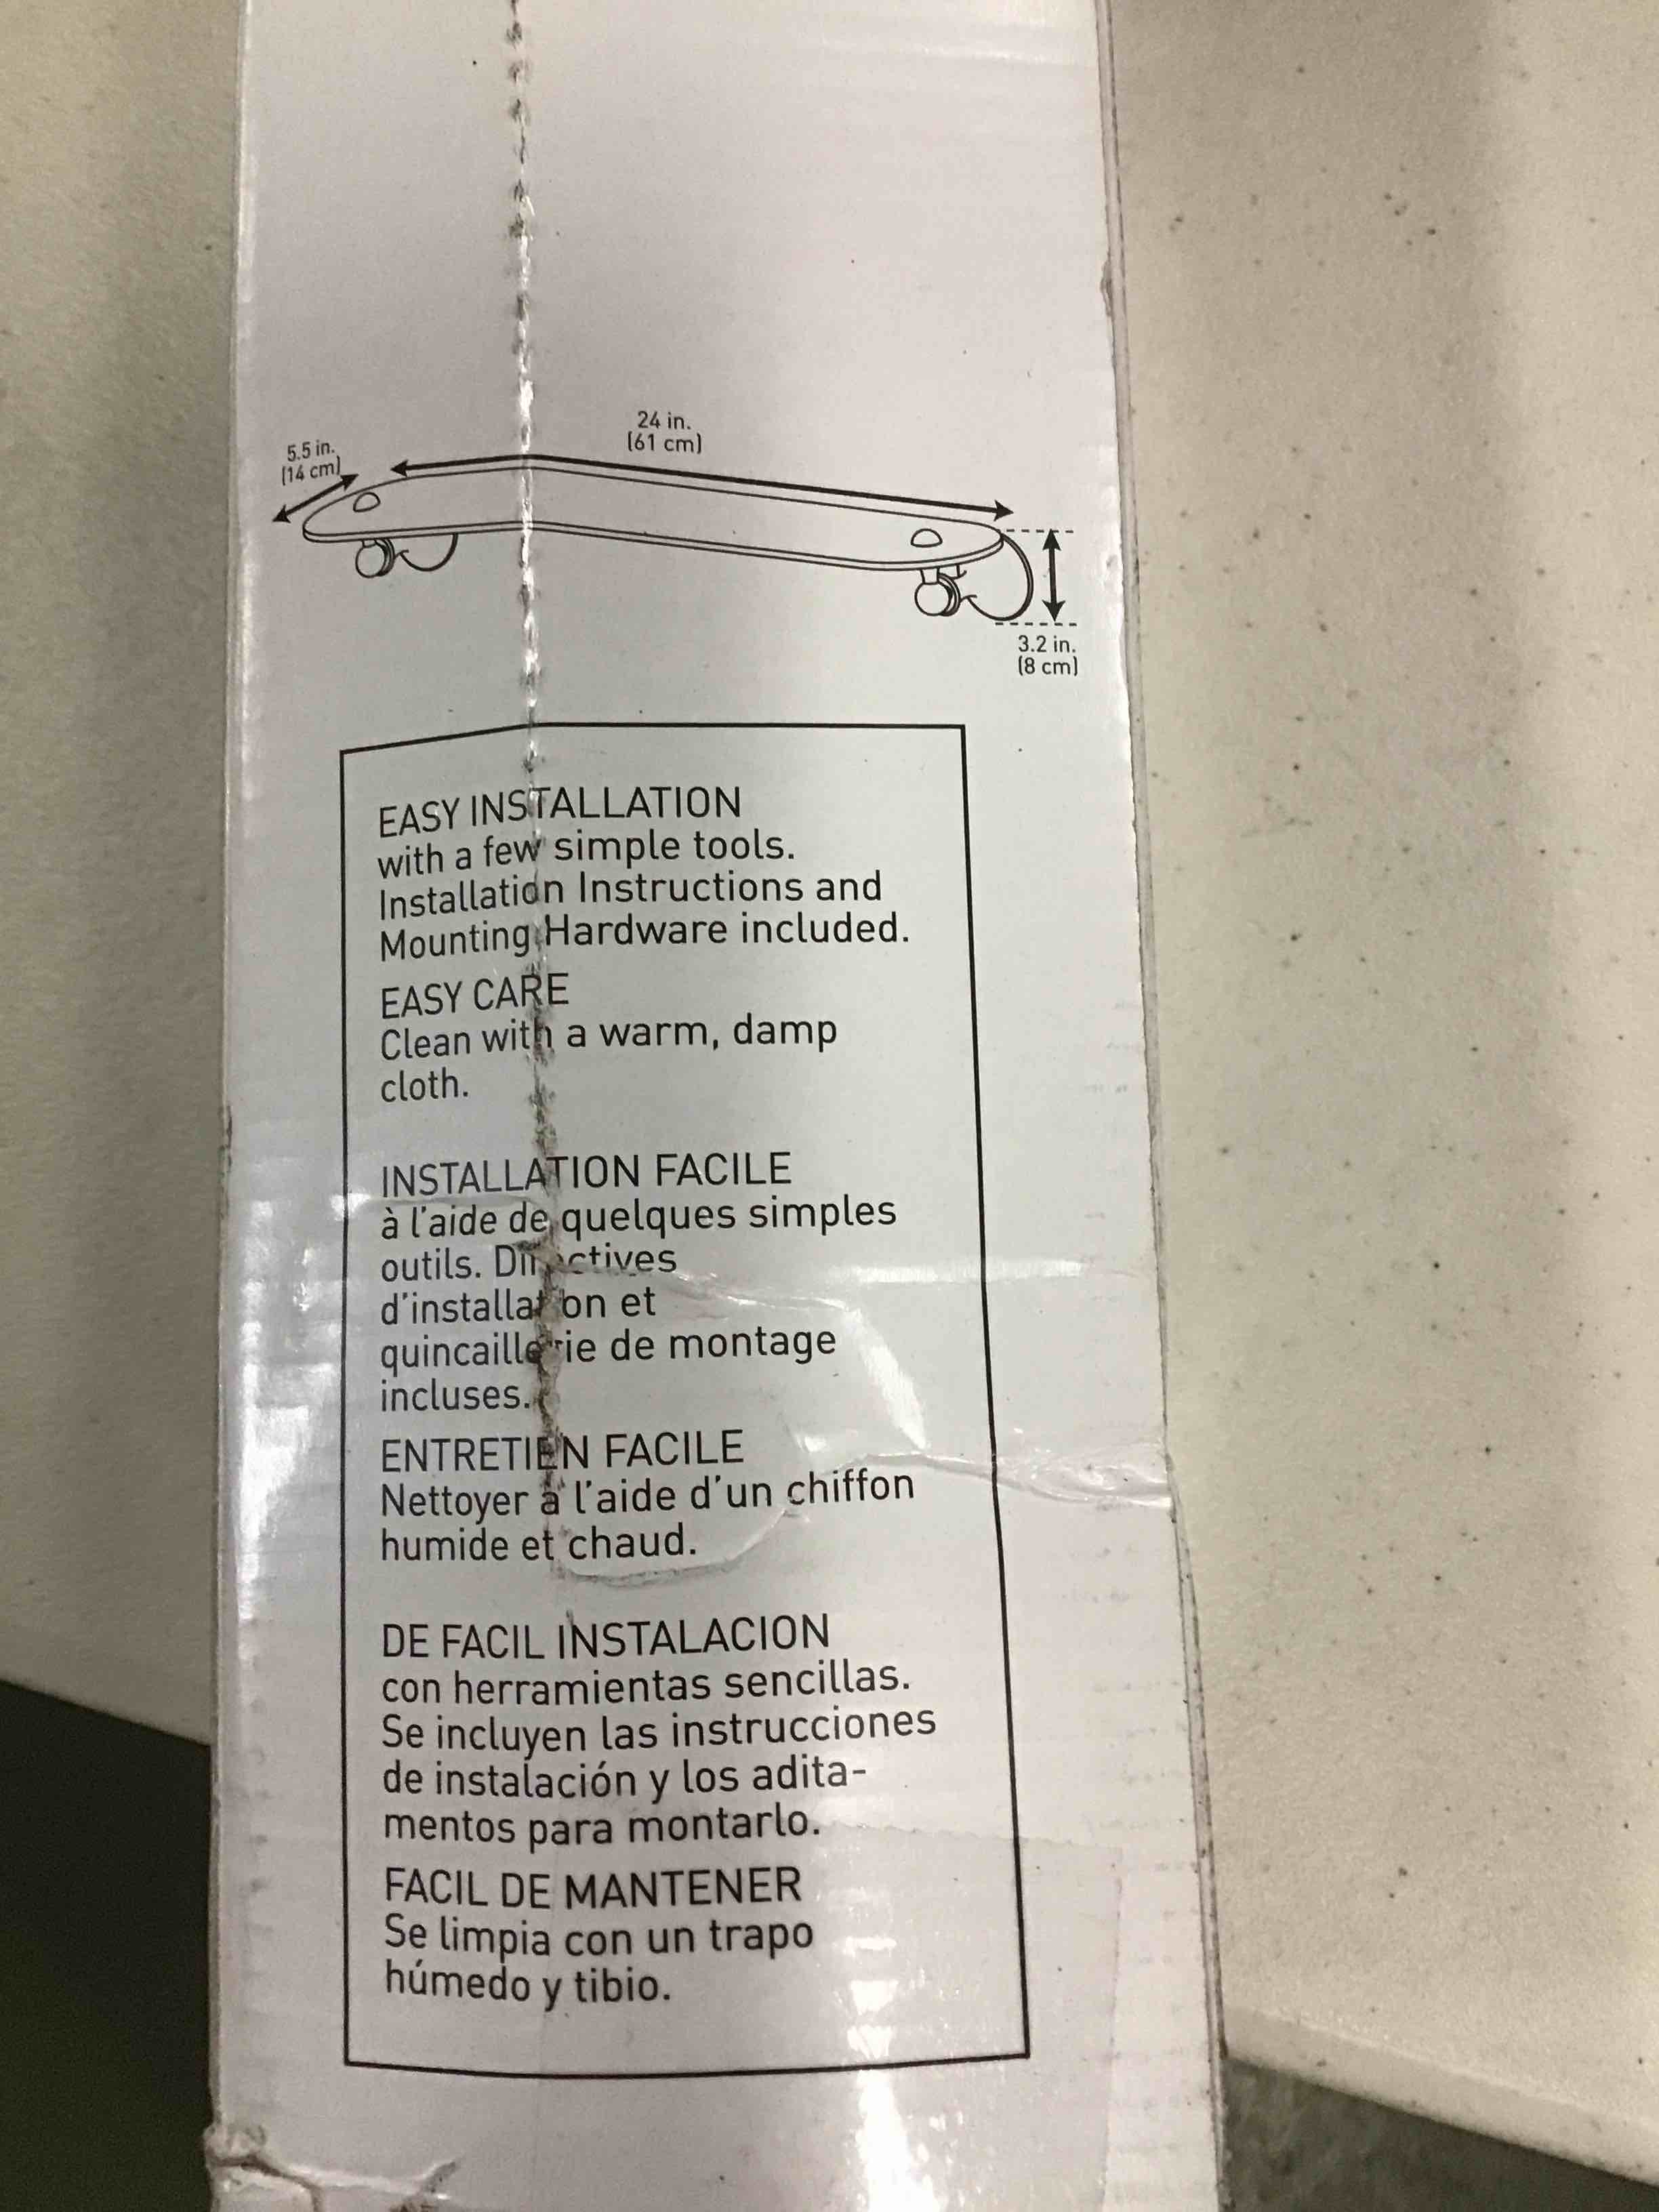 24 in.
(61 cm)
5.5 in.
(14 cm)
3.2 in.
(8 cm)
EASY INSTALLATION
with a few simple tools.
Installation Instructions and
Mounting Hardware included.
EASY CARE
Clean with a warm, damp
cloth.
INSTALLATION FACILE
à l'aide de quelques simples
outils. Directives
d'installation et
quincaillerie de montage
incluses.
ENTRETIEN FACILE
Nettoyer à l'aide d'un chiffon
humide et chaud.
DE FACIL INSTALACION
con herramientas sencillas.
Se incluyen las instrucciones
de instalación y los adita-
mentos para montarlo.
FACIL DE MANTENER
Se limpia con un trapo
húmedo y tibio.